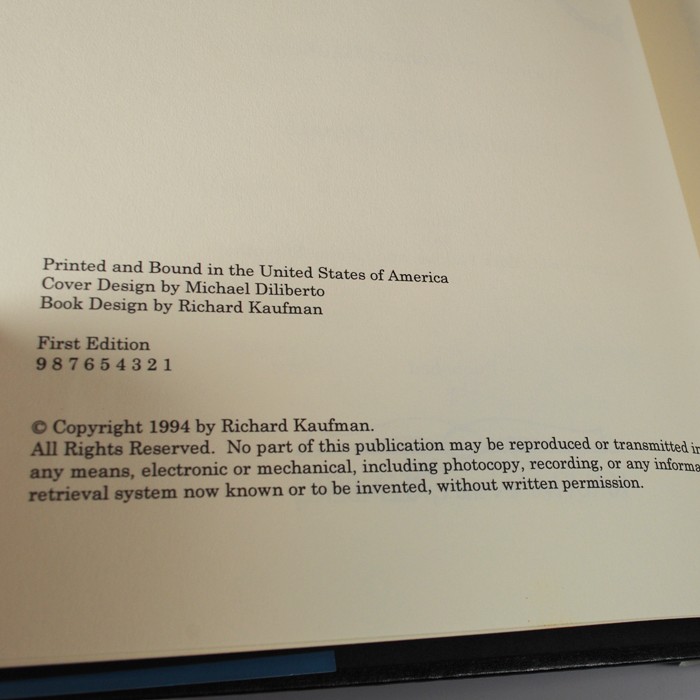 Printed and Bound in the United States of America
Cover Design by Michael Diliberto
Book Design by Richard Kaufman
First Edition
9 8 7 6 5 4 3 2 1
© Copyright 1994 by Richard Kaufman.
All Rights Reserved. No part of this publication may be reproduced or transmitted
any means, electronic or mechanical, including photocopy, recording, or any
retrieval system now known or to be invented, without written permission.